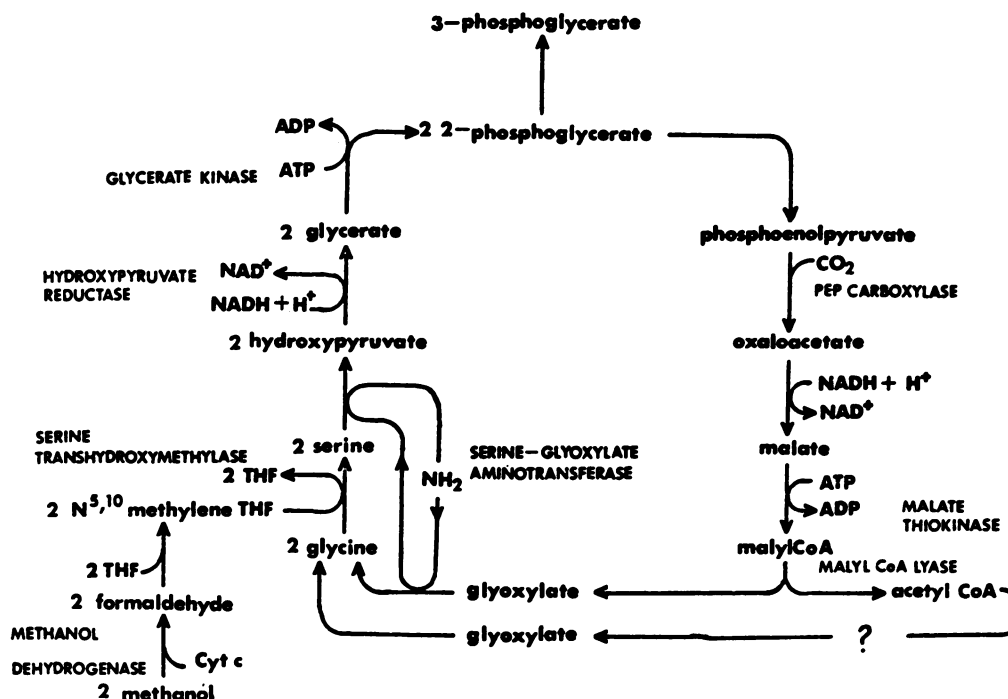 3-phosphoglycerate
ADP
2 2-phosphoglycerate
ATP
GLYCERATE KINASE
2 glycerate
phosphoenolpyruvate
CO2
PEP CARBOXYLASE
HYDROXYPYRUVATE
REDUCTASE
NAD+
NADH + H+
2 hydroxypyruvate
oxaloacetate
NADH + H+
NAD+
SERINE
TRANSHYDROXYMETHYLASE
2 serine
SERINE-GLYOXYLATE
AMINOTRANSFERASE
malate
2 THF
NH2
ATP
ADP
MALATE
THIOKINASE
2 N5,10 methylene THF
2 glycine
malylCoA
MALYL CoA LYASE
2 THF
glyoxylate
acetyl CoA
2 formaldehyde
glyoxylate
?
METHANOL
DEHYDROGENASE
Cyt c
2 methanol